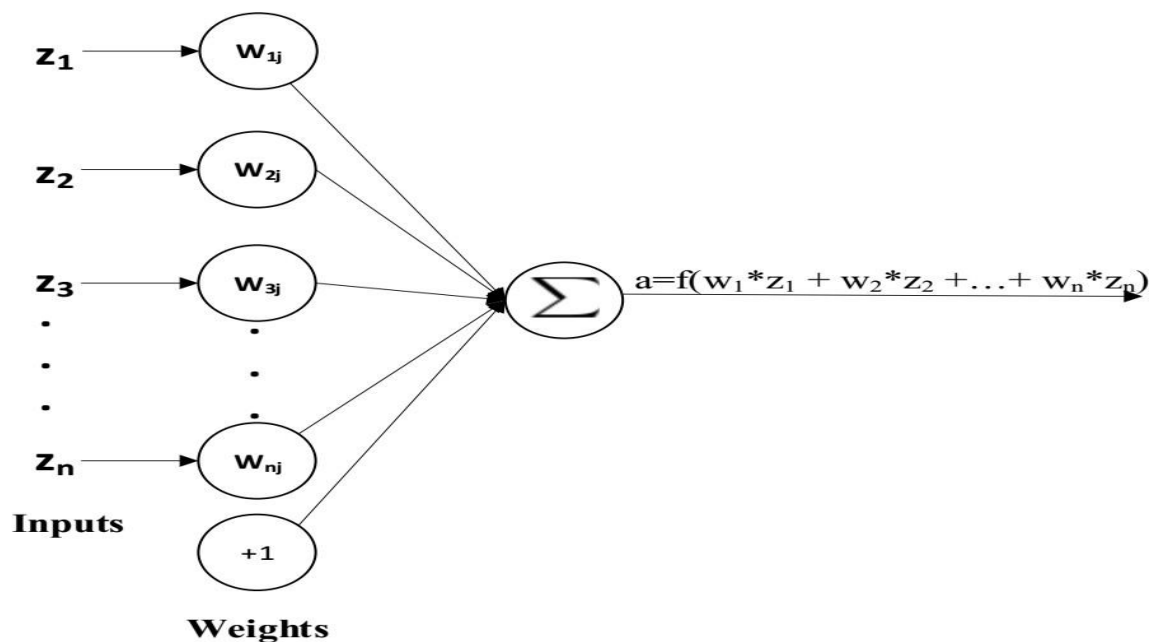 z₁ w₁ⱼ
z₂ w₂ⱼ
z₃ w₃ⱼ
∑ a=f(w₁*z₁ + w₂*z₂ +...+ wₙ*zₙ)
zₙ wₙⱼ
Inputs
+1
Weights